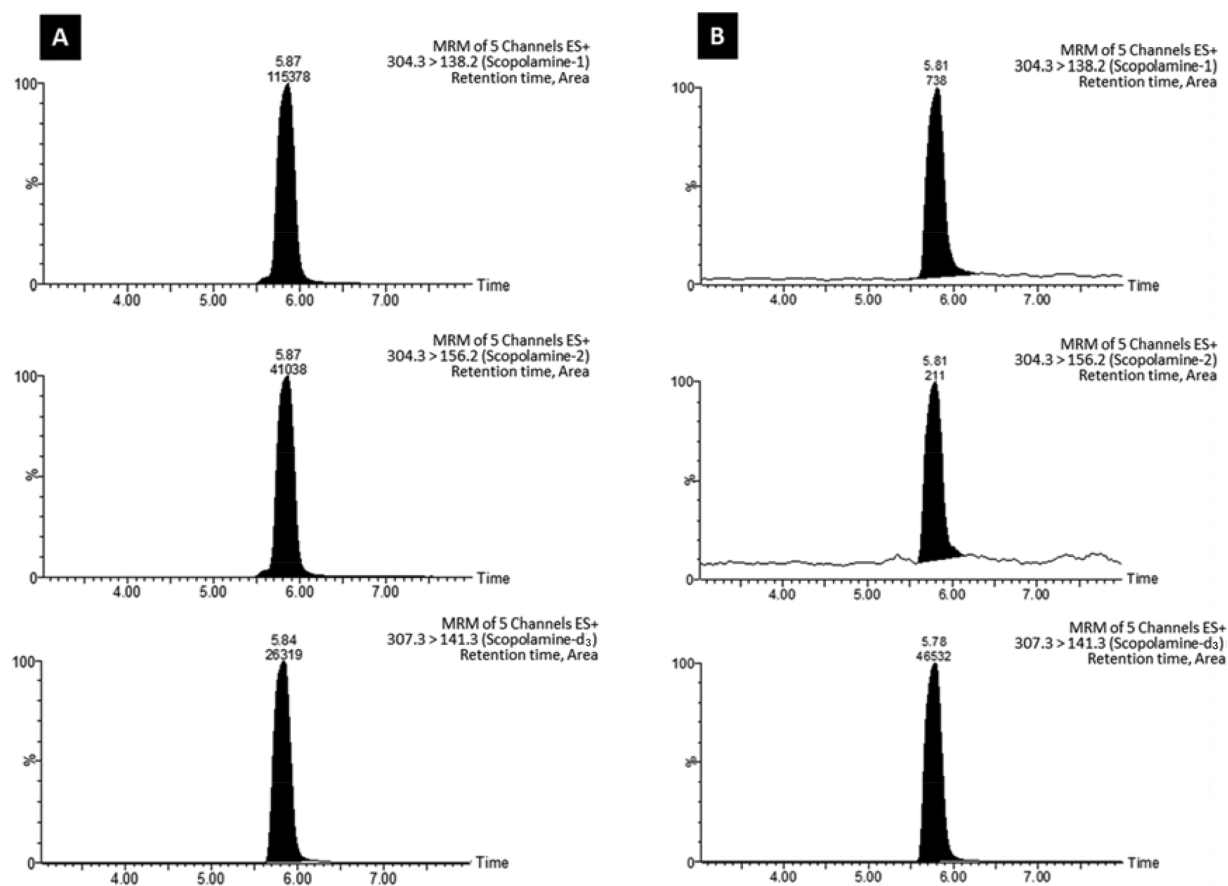 A
MRM of 5 Channels ES+
304.3 > 138.2 (Scopolamine-1)
Retention time, Area
5.87
115378
100
%
0
4.00 5.00 6.00 7.00
Time
MRM of 5 Channels ES+
304.3 > 156.2 (Scopolamine-2)
Retention time, Area
5.87
41038
100
%
0
4.00 5.00 6.00 7.00
Time
MRM of 5 Channels ES+
307.3 > 141.3 (Scopolamine-d₃)
Retention time, Area
5.84
26319
100
%
0
4.00 5.00 6.00 7.00
Time
B
MRM of 5 Channels ES+
304.3 > 138.2 (Scopolamine-1)
Retention time, Area
5.81
738
100
%
0
4.00 5.00 6.00 7.00
Time
MRM of 5 Channels ES+
304.3 > 156.2 (Scopolamine-2)
Retention time, Area
5.81
211
100
%
0
4.00 5.00 6.00 7.00
Time
MRM of 5 Channels ES+
307.3 > 141.3 (Scopolamine-d₃)
Retention time, Area
5.78
46532
100
%
0
4.00 5.00 6.00 7.00
Time